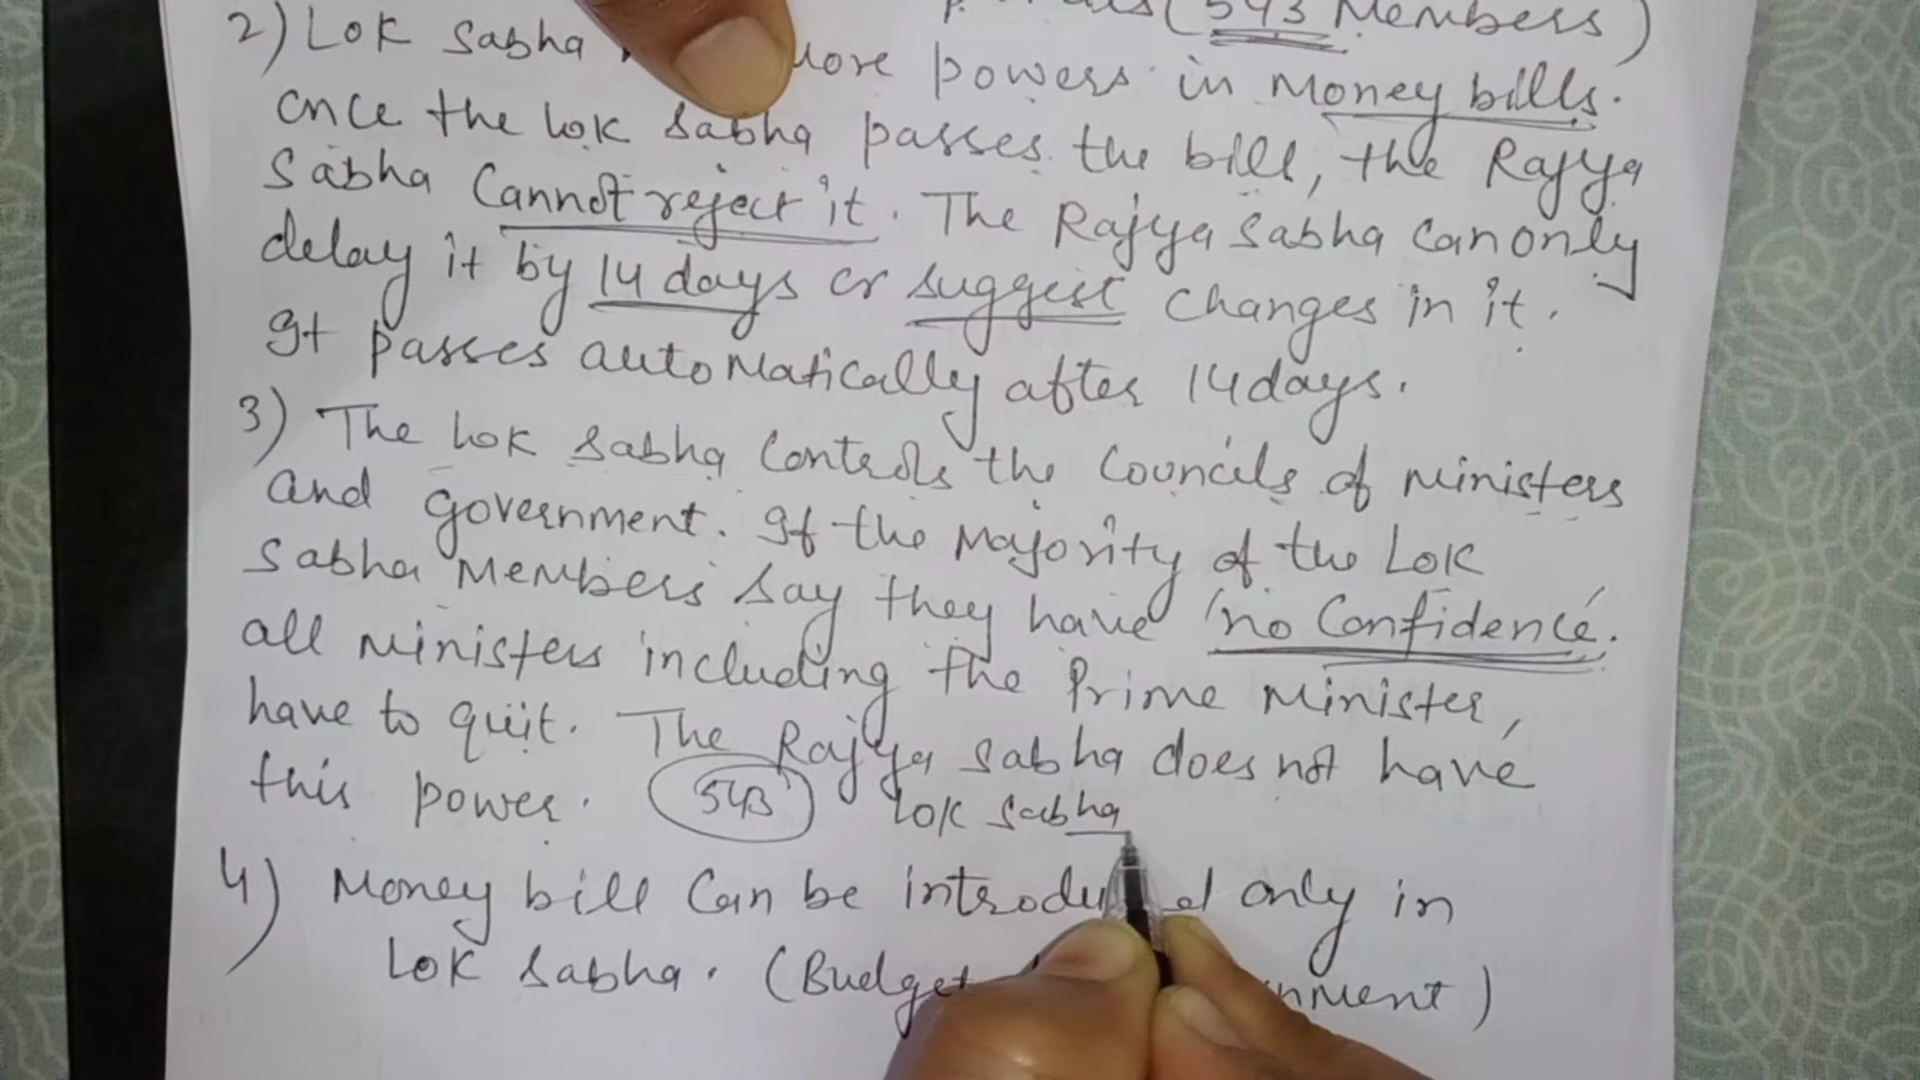 (543 Members)
2) Lok Sabha more powers in Money bills.
once the Lok Sabha passes the bill, the Rajya
Sabha cannot reject it. The Rajya Sabha can only
delay it by 14 days or suggest changes in it.
It passes automatically after 14 days.
3) The Lok Sabha Controls the Councils of Ministers
and government. If the Majority of the Lok
Sabha Members say they have 'no Confidence'.
all Ministers including the Prime Minister,
have to quit. The Rajya Sabha does not have
this power. 543 Lok Sabha
4) Money bill Can be introduced only in
Lok Sabha. (Budget